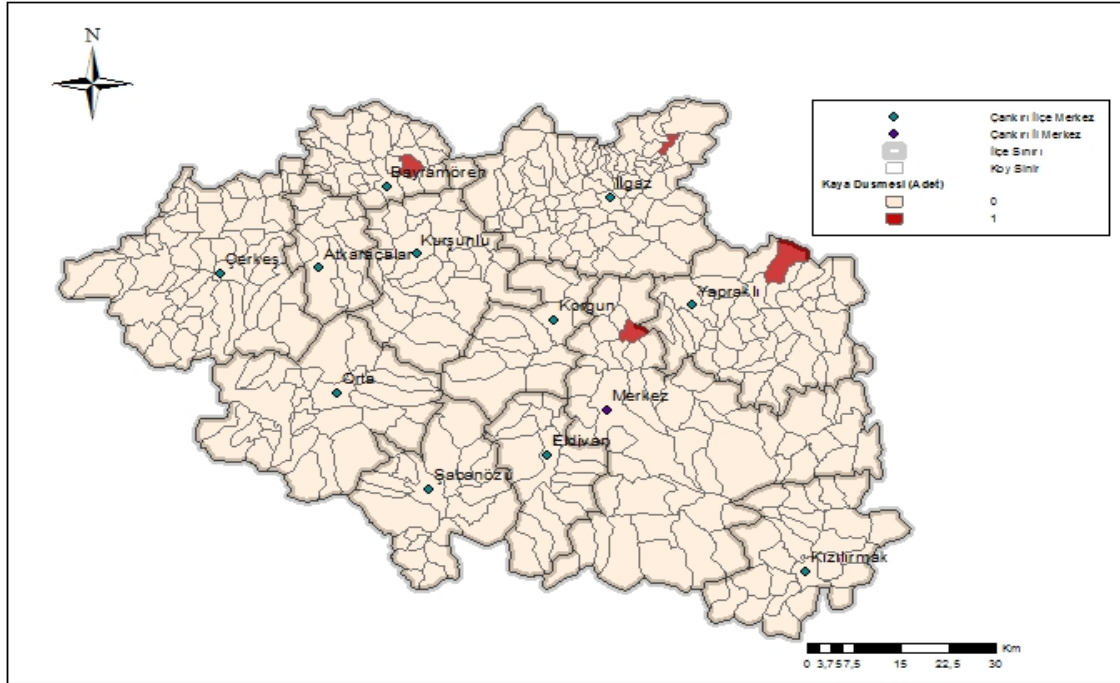 N
Çankırı İlçe Merkez
Çankırı İl Merkez
İlçe Sınırı
Koy Sinir
Kaya Dusmesi (Adet)
0
1
Bayramören
Ilgaz
Çerkeş
Atkaracalar
Kurşunlu
Korgun
Yapraklı
Orta
Merkez
Eldivan
Şabanözü
Kızılırmak
Km
0 3,757,5 15 22,5 30